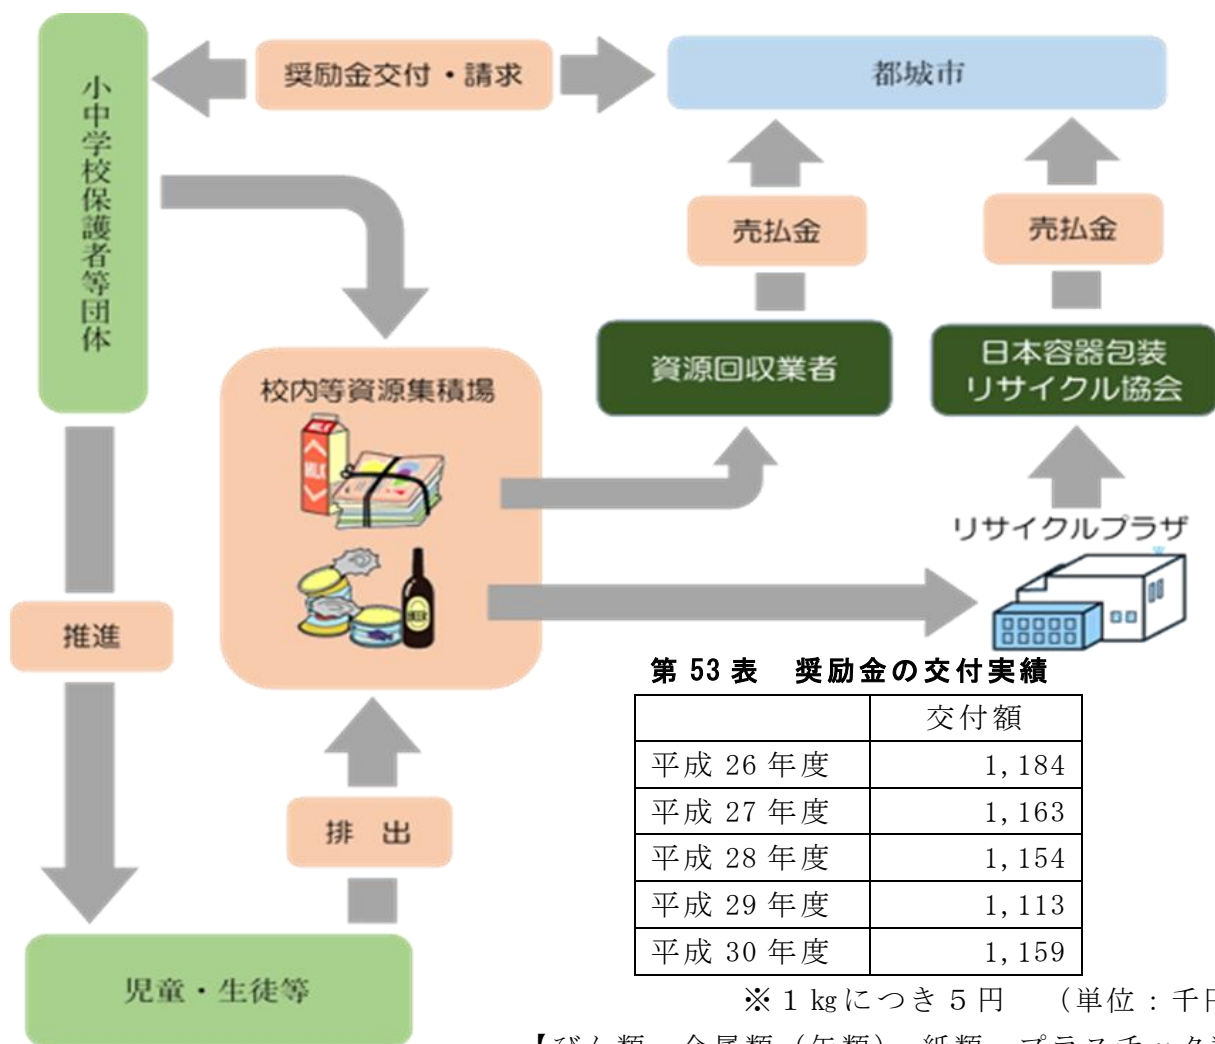 小中学校保護者等団体
奨励金交付・請求
都城市
売払金
売払金
資源回収業者
日本容器包装
リサイクル協会
校内等資源集積場
MILK
リサイクルプラザ
BEER
推進
排 出
児童・生徒等
第 53 表 奨励金の交付実績
交付額
平成 26 年度 1,184
平成 27 年度 1,163
平成 28 年度 1,154
平成 29 年度 1,113
平成 30 年度 1,159
※１㎏につき５円 （単位：千円